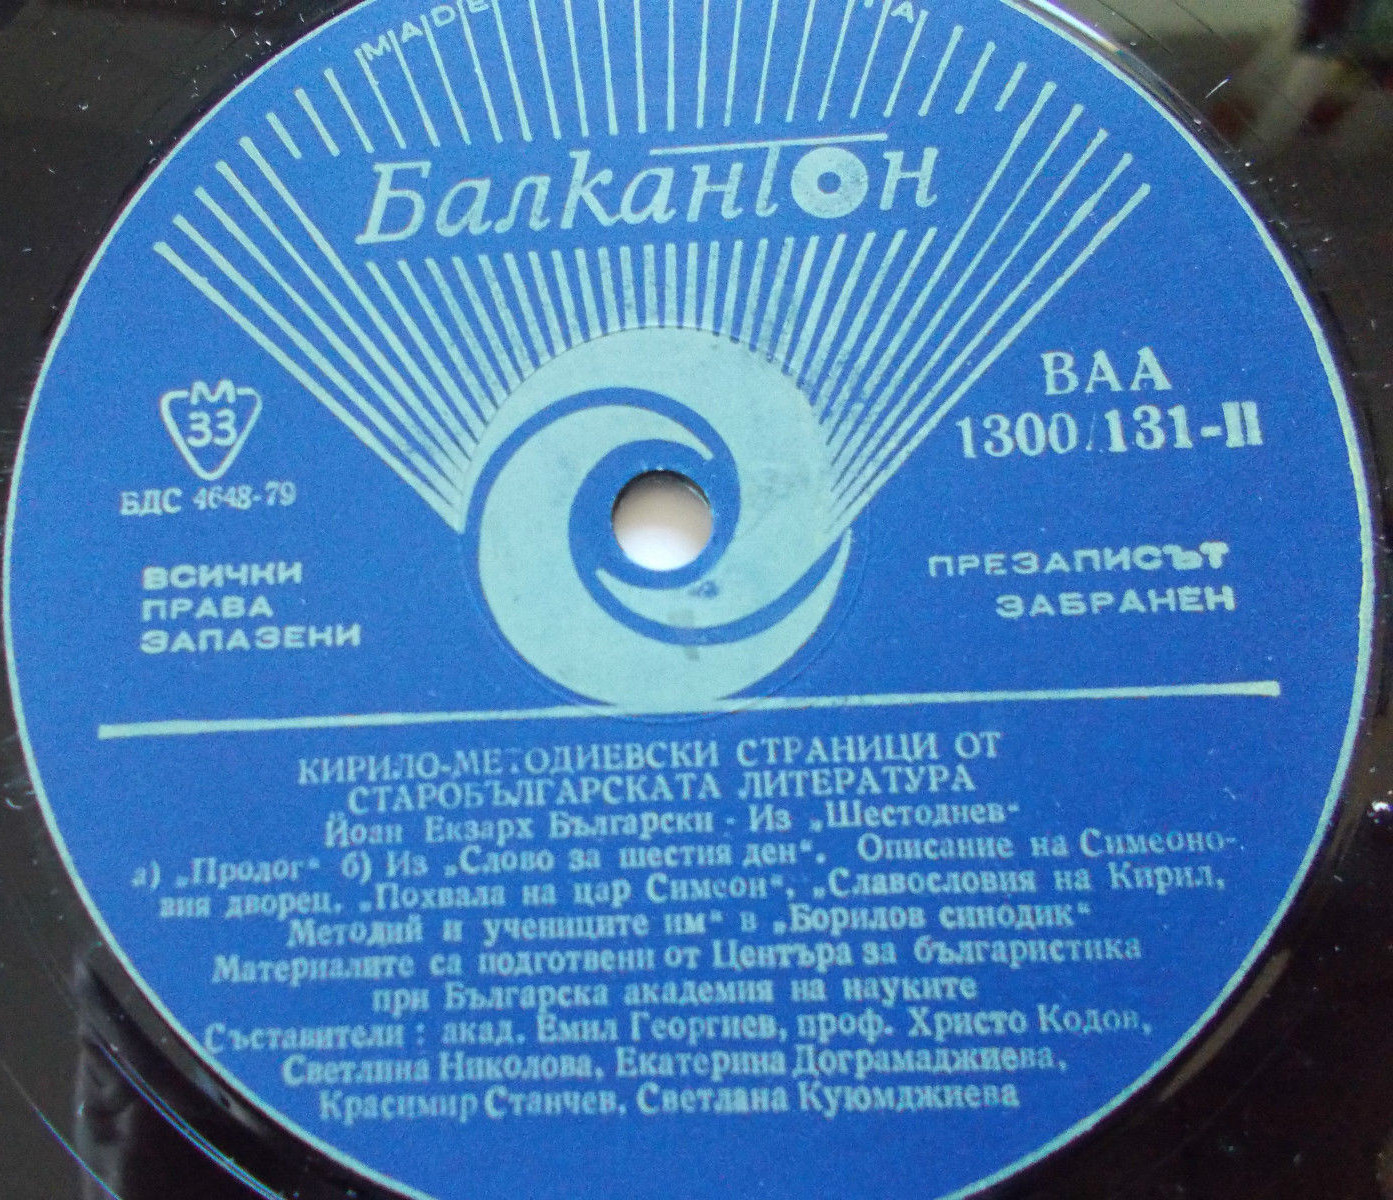 MADE
Балкантон
М
33
БДС 4648-79
ВАА
1300/131-II
ВСИЧКИ
ПРАВА
ЗАПАЗЕНИ
ПРЕЗАПИСЪТ
ЗАБРАНЕН
КИРИЛО-МЕТОДИЕВСКИ СТРАНИЦИ ОТ
СТАРОБЪЛГАРСКАТА ЛИТЕРАТУРА
Йоан Екзарх Български - Из „Шестоднев“
а) „Пролог“ б) Из „Слово за шестия ден“. Описание на Симеоно-
вия дворец, „Похвала на цар Симеон“, „Славословия на Кирил,
Методий и учениците им“ в „Борилов синодик“
Материалите са подготвени от Центъра за българистика
при Българска академия на науките
Съставители: акад. Емил Георгиев, проф. Христо Кодов,
Светлина Николова, Екатерина Дограмаджиева,
Красимир Станчев, Светлана Куюмджиева